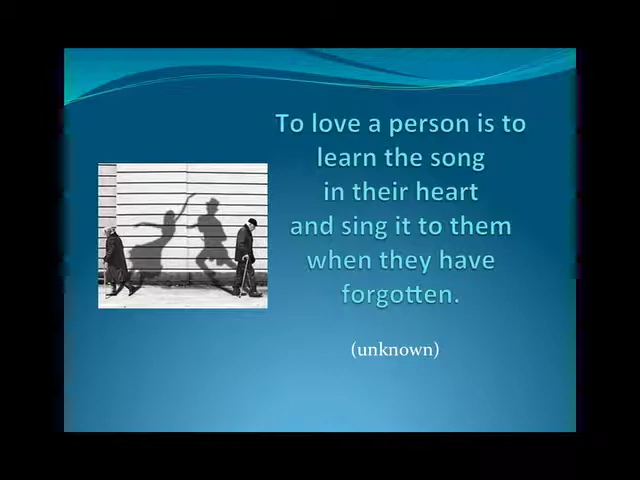 To love a person is to
learn the song
in their heart
and sing it to them
when they have
forgotten.
(unknown)